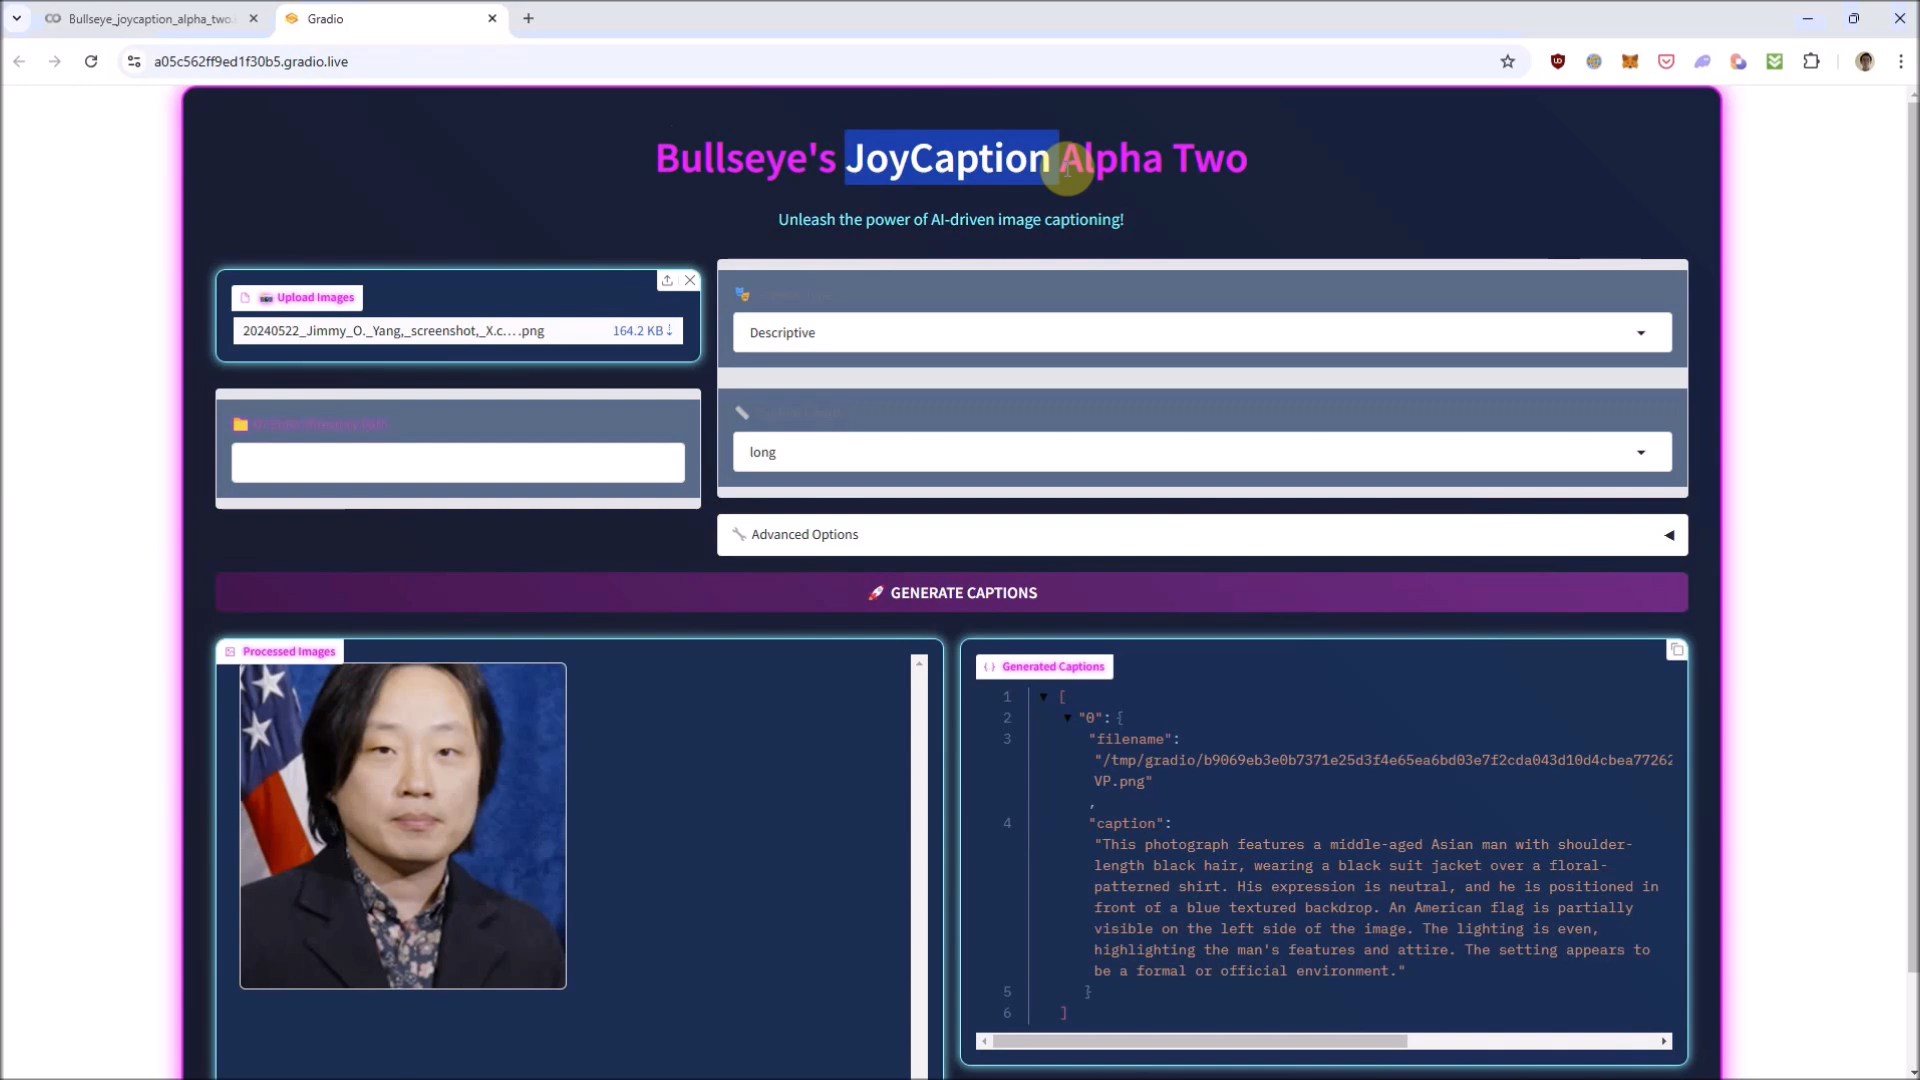 Bullseye_joycaption_alpha_two.
Gradio
a05c562ff9ed1f30b5.gradio.live
Bullseye's JoyCaption Alpha Two
Unleash the power of AI-driven image captioning!
Upload Images
20240522_Jimmy_O._Yang,_screenshot,_X.c….png 164.2 KB ↓
Descriptive
long
Advanced Options
GENERATE CAPTIONS
Processed Images
Generated Captions
1 [
2 "0": {
3 "filename":
"/tmp/gradio/b9069eb3e0b7371e25d3f4e65ea6bd03e7f2cda043d10d4cbea77262
VP.png"
,
4 "caption":
"This photograph features a middle-aged Asian man with shoulder-
length black hair, wearing a black suit jacket over a floral-
patterned shirt. His expression is neutral, and he is positioned in
front of a blue textured backdrop. An American flag is partially
visible on the left side of the image. The lighting is even,
highlighting the man's features and attire. The setting appears to
be a formal or official environment."
5 }
6 ]